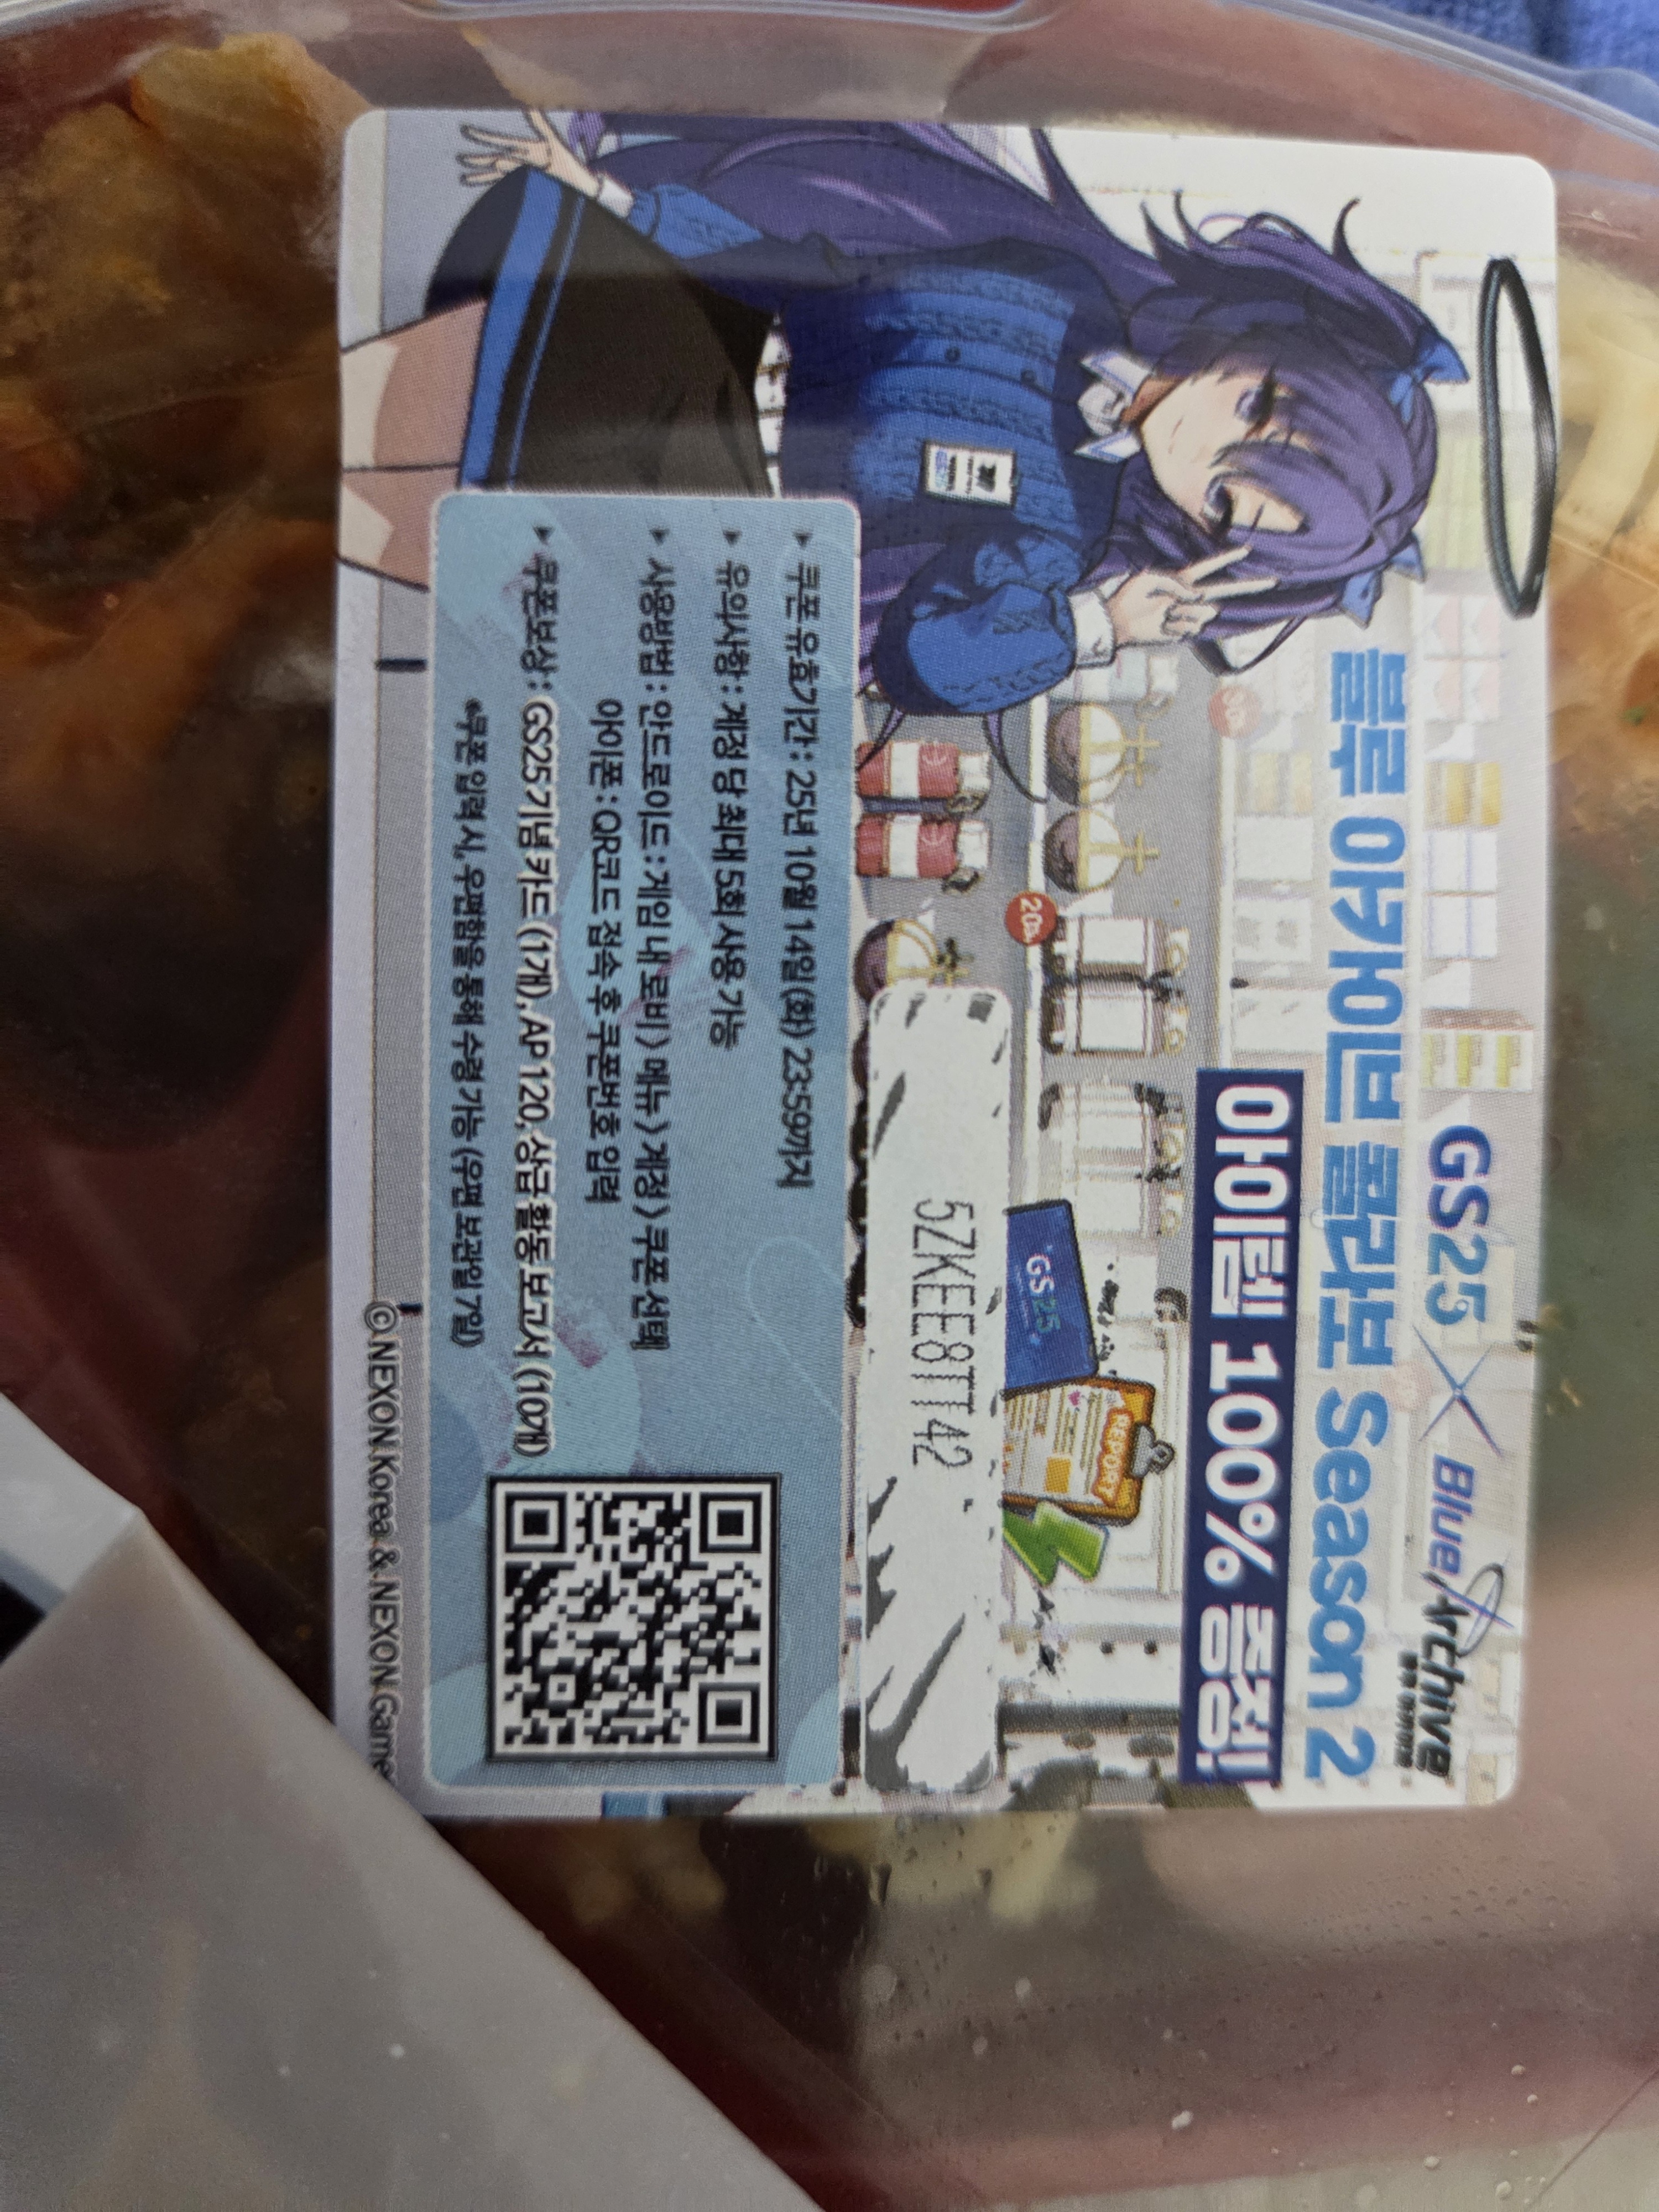 GS25 X Blue Archive
블루 아카이브 콜라보 Season 2
아이템 100% 증정!
20%
GS25
REPORT
5ZKEE8TT42
▶ 쿠폰 유효기간 : 25년 10월 14일(화) 23:59까지
▶ 유의사항 : 계정 당 최대 5회 사용 가능
▶ 사용방법 : 안드로이드 : 게임 내 로비 > 메뉴 > 계정 > 쿠폰 선택
아이폰 : QR코드 접속 후 쿠폰번호 입력
▶ 쿠폰보상 : GS25 기념 카드 (1개), AP 120, 상급 활동 보고서 (10개)
*쿠폰 입력 시, 우편함을 통해 수령 가능 (우편 보관일 7일)
© NEXON Korea & NEXON Game